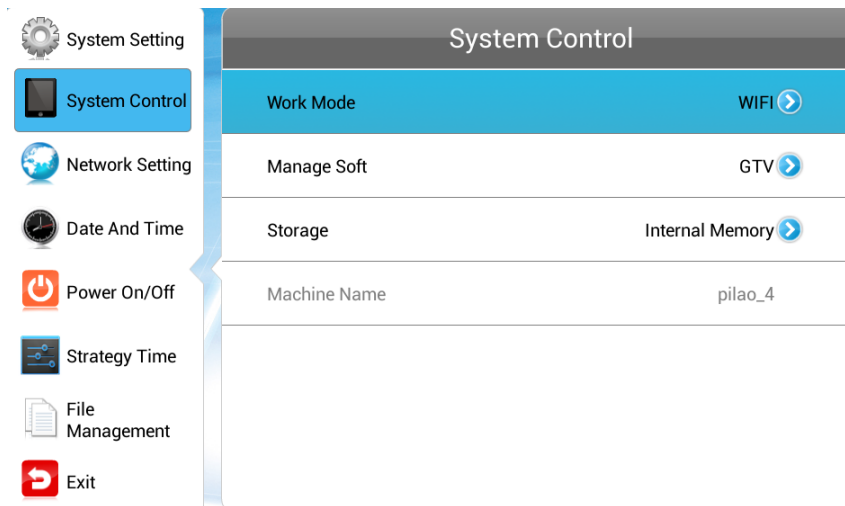 System Setting
System Control
Network Setting
Date And Time
Power On/Off
Strategy Time
File
Management
Exit
System Control
Work Mode WIFI
Manage Soft GTV
Storage Internal Memory
Machine Name pilao_4